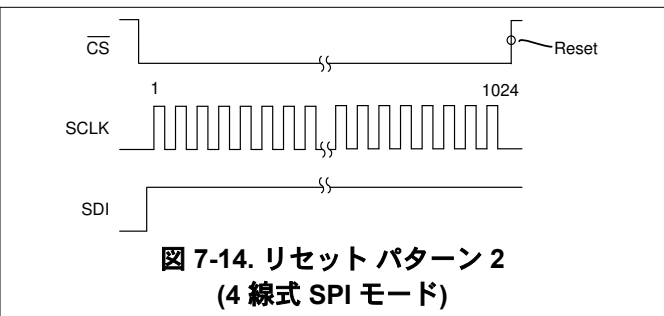 CS
Reset
1
1024
SCLK
SDI
図 7-14. リセット パターン 2
(4 線式 SPI モード)